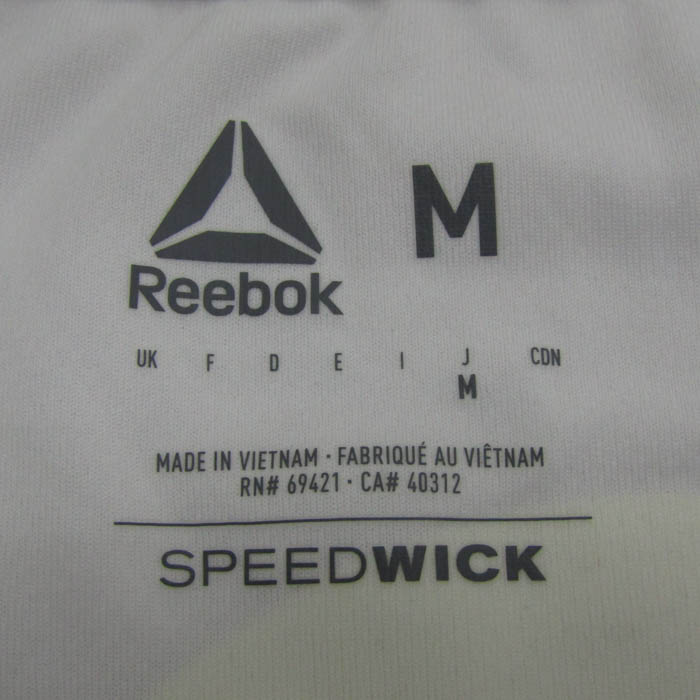 Reebok M
UK F D E I J CDN
M
MADE IN VIETNAM · FABRIQUÉ AU VIÊTNAM
RN# 69421 · CA# 40312
SPEEDWICK